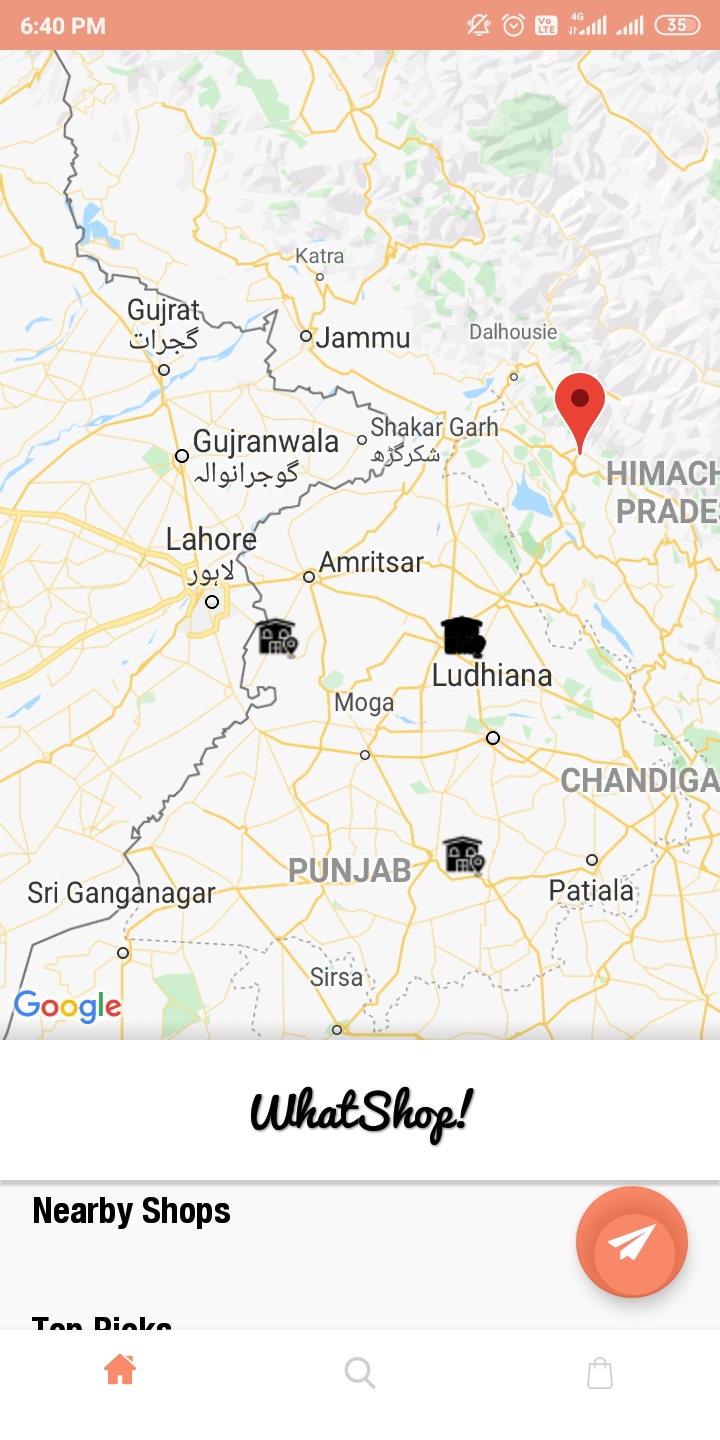 6:40 PM
Vo
LTE
4G
35
Katra
Gujrat
گجرات
Jammu
Dalhousie
Shakar Garh
شکرگڑھ
Gujranwala
گوجرانوالہ
HIMACH
PRADE
Lahore
لاہور
Amritsar
Ludhiana
Moga
CHANDIGA
PUNJAB
Patiala
Sri Ganganagar
Sirsa
Google
WhatShop!
Nearby Shops
Top Picks